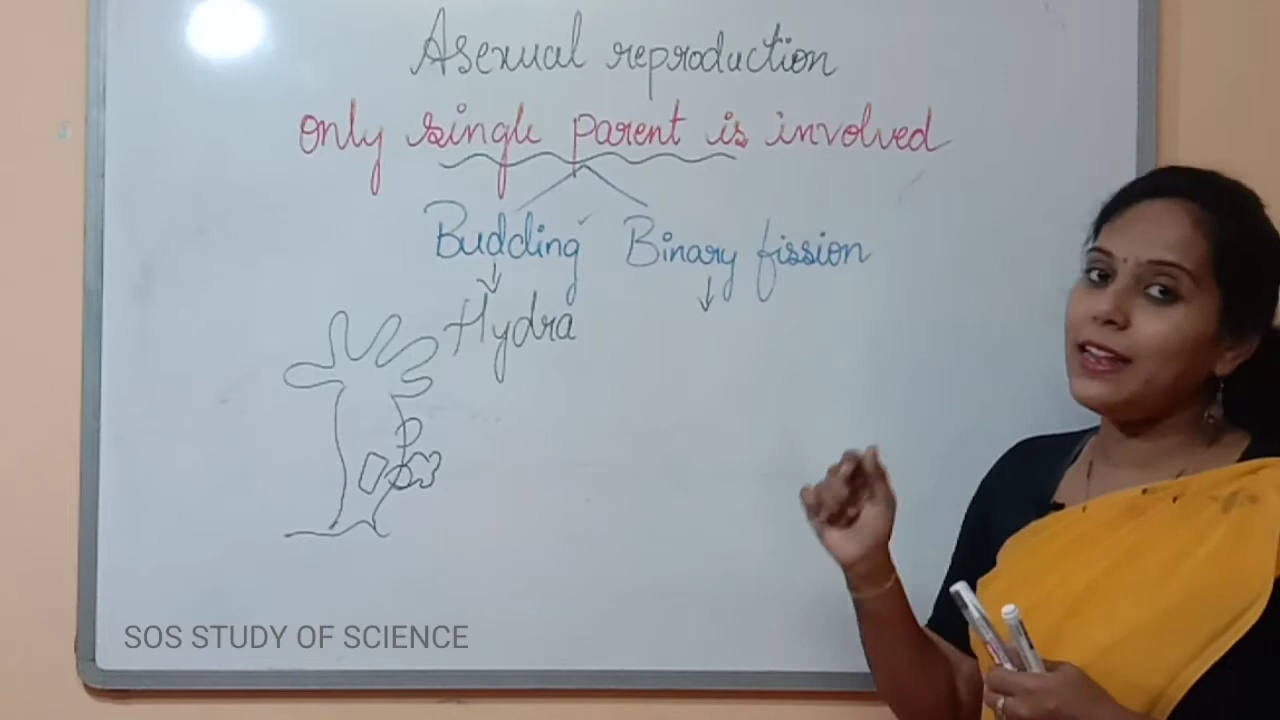 Asexual reproduction
only single parent is involved
Budding Binary fission
Hydra
SOS STUDY OF SCIENCE